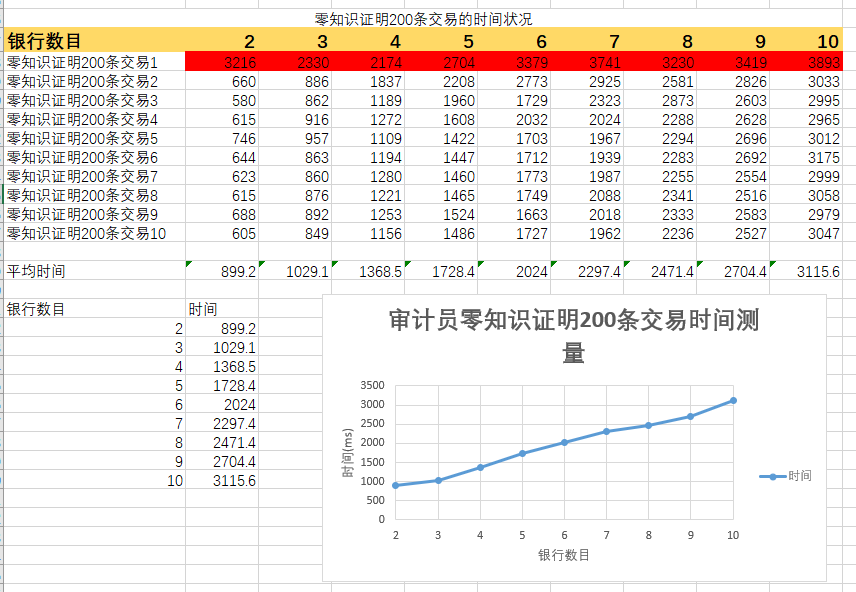 零知识证明200条交易的时间状况
银行数目 2 3 4 5 6 7 8 9 10
零知识证明200条交易1 3216 2330 2174 2704 3379 3741 3230 3419 3893
零知识证明200条交易2 660 886 1837 2208 2773 2925 2581 2826 3033
零知识证明200条交易3 580 862 1189 1960 1729 2323 2873 2603 2995
零知识证明200条交易4 615 916 1272 1608 2032 2024 2288 2628 2965
零知识证明200条交易5 746 957 1109 1422 1703 1967 2294 2696 3012
零知识证明200条交易6 644 863 1194 1447 1712 1939 2283 2692 3175
零知识证明200条交易7 623 860 1280 1460 1773 1987 2255 2554 2999
零知识证明200条交易8 615 876 1221 1465 1749 2088 2341 2516 3058
零知识证明200条交易9 688 892 1253 1524 1663 2018 2333 2583 2979
零知识证明200条交易10 605 849 1156 1486 1727 1962 2236 2527 3047
平均时间 899.2 1029.1 1368.5 1728.4 2024 2297.4 2471.4 2704.4 3115.6
银行数目 时间
2 899.2
3 1029.1
4 1368.5
5 1728.4
6 2024
7 2297.4
8 2471.4
9 2704.4
10 3115.6
审计员零知识证明200条交易时间测
量
3500
3000
2500
2000
1500
1000
500
0
时间(ms)
2 3 4 5 6 7 8 9 10
银行数目
时间